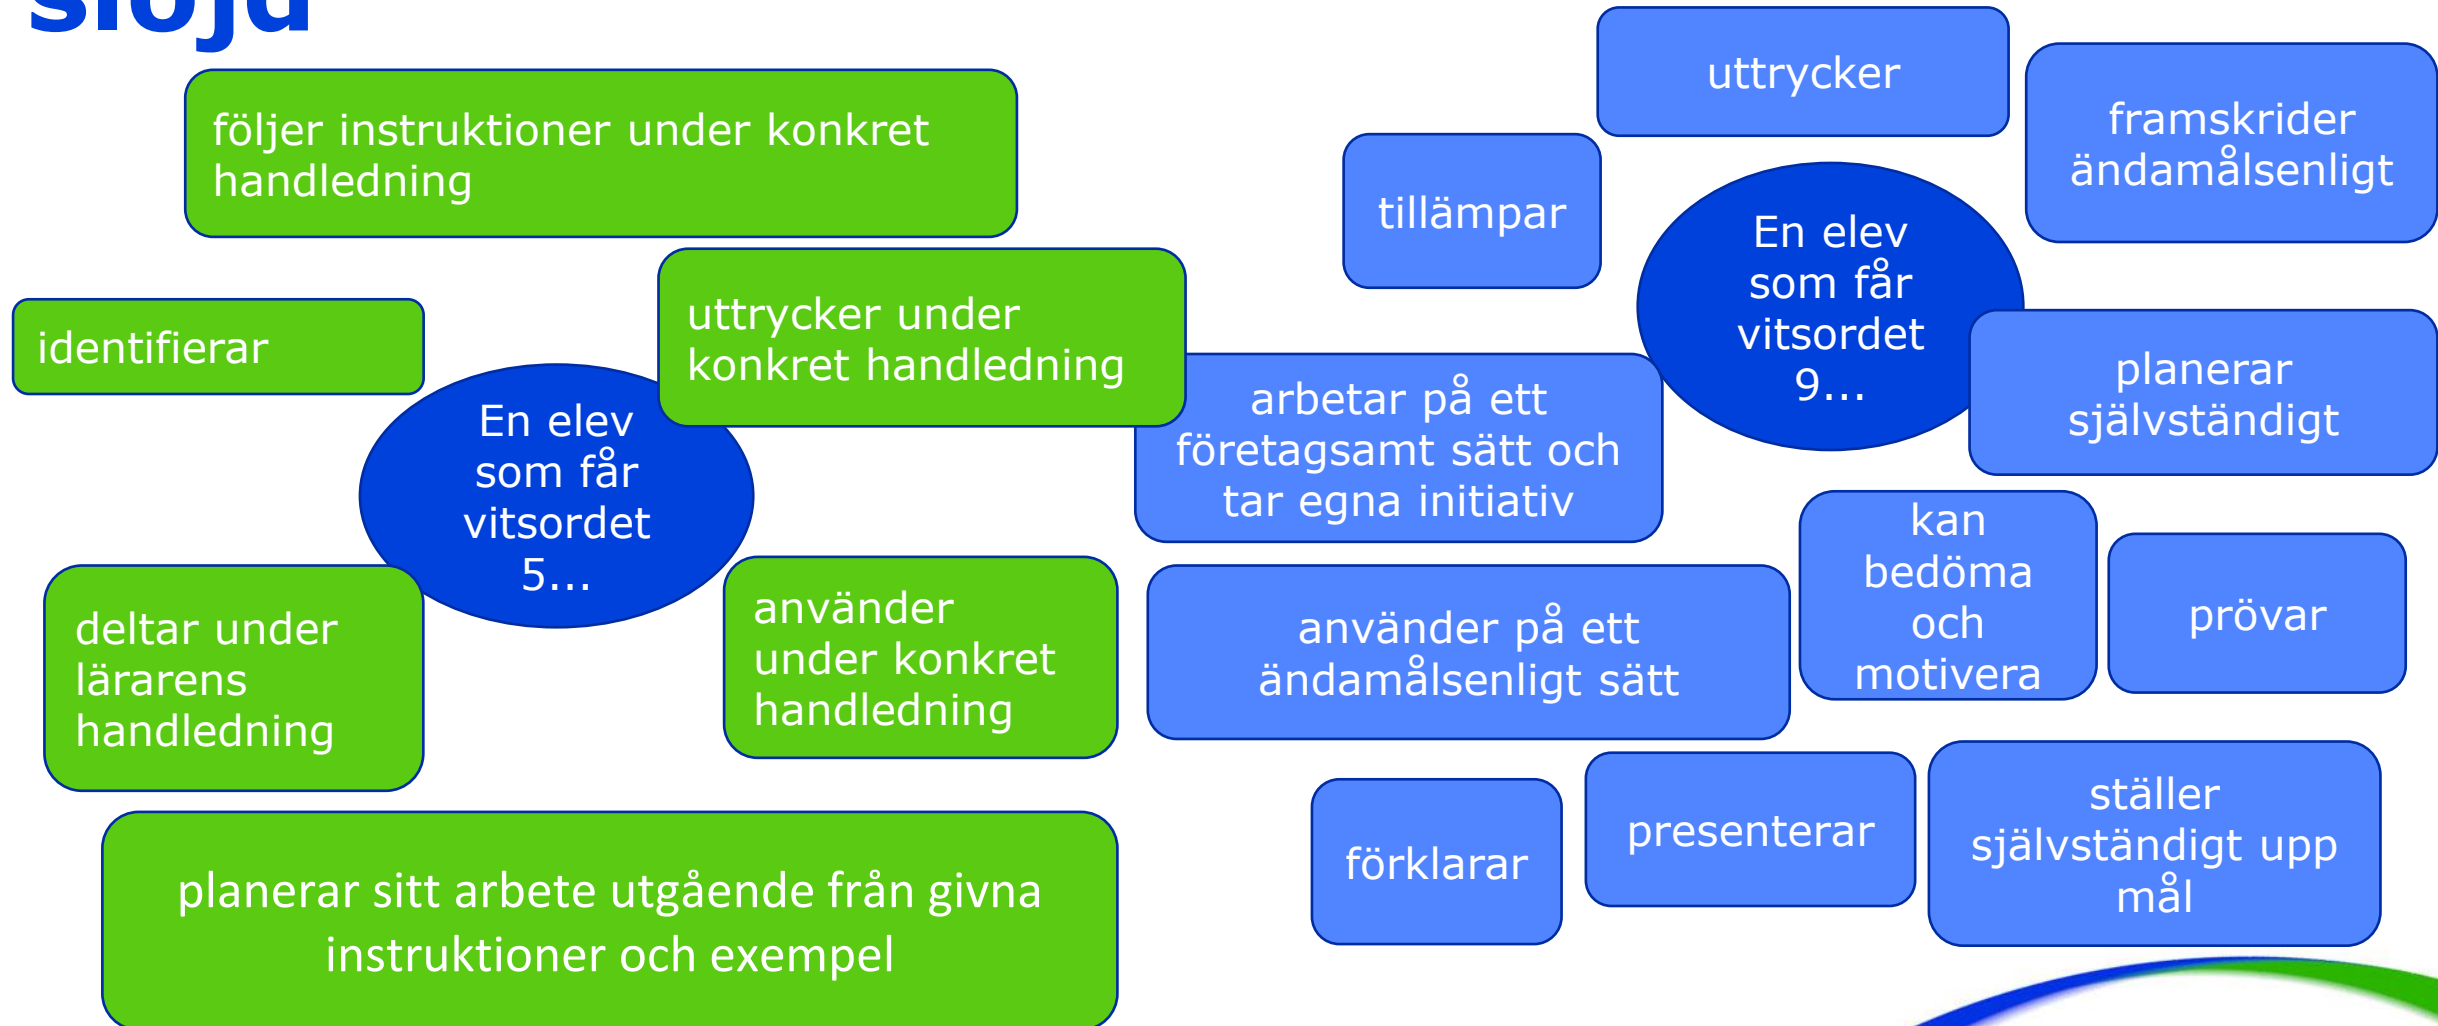 slöjd
följer instruktioner under konkret
handledning
identifierar
uttrycker under
konkret handledning
En elev
som får
vitsordet
5...
deltar under
lärarens
handledning
använder
under konkret
handledning
planerar sitt arbete utgående från givna
instruktioner och exempel
uttrycker
framskrider
ändamålsenligt
tillämpar
En elev
som får
vitsordet
9...
planerar
självständigt
arbetar på ett
företagsamt sätt och
tar egna initiativ
kan
bedöma
och
motivera
prövar
använder på ett
ändamålsenligt sätt
förklarar
presenterar
ställer
självständigt upp
mål